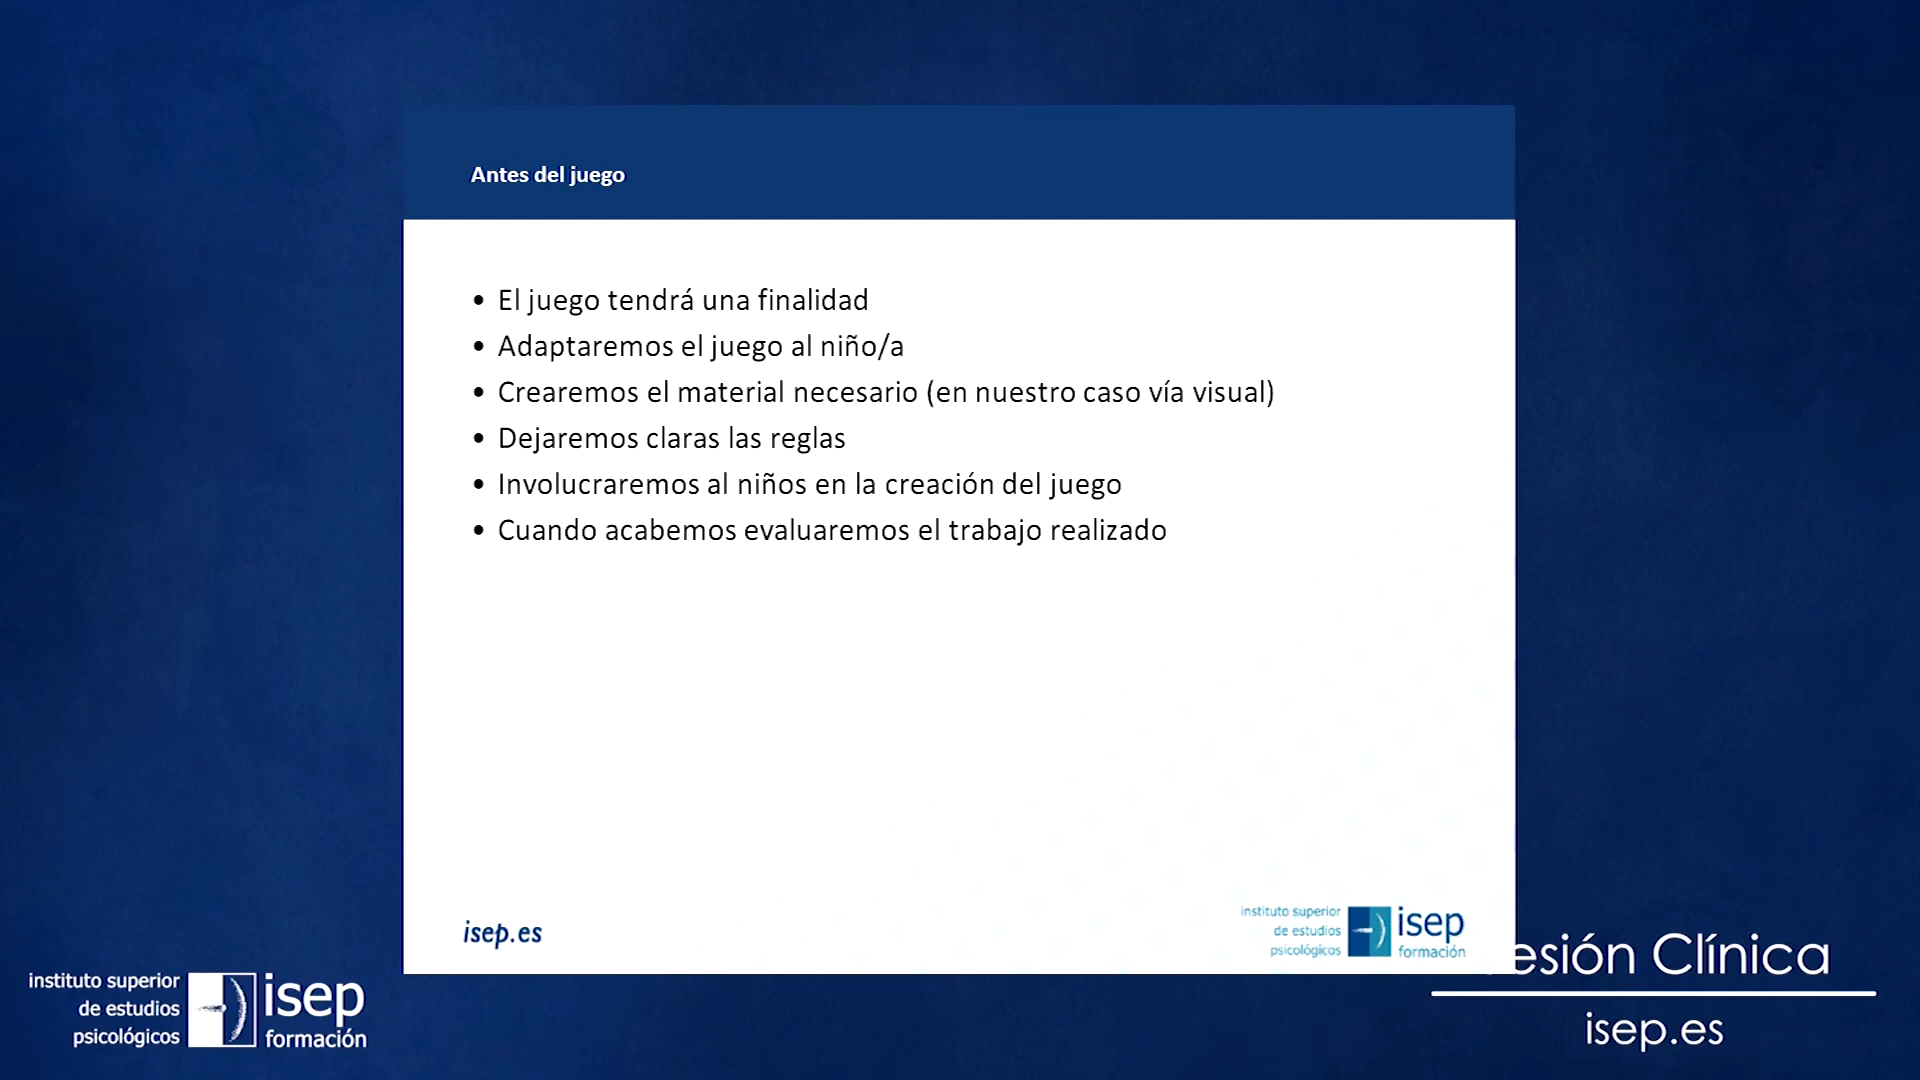 Antes del juego
• El juego tendrá una finalidad
• Adaptaremos el juego al niño/a
• Crearemos el material necesario (en nuestro caso vía visual)
• Dejaremos claras las reglas
• Involucraremos al niños en la creación del juego
• Cuando acabemos evaluaremos el trabajo realizado
isep.es
instituto superior
de estudios
psicológicos
isep
formación
instituto superior
de estudios
psicológicos
isep
formación
esión Clínica
isep.es